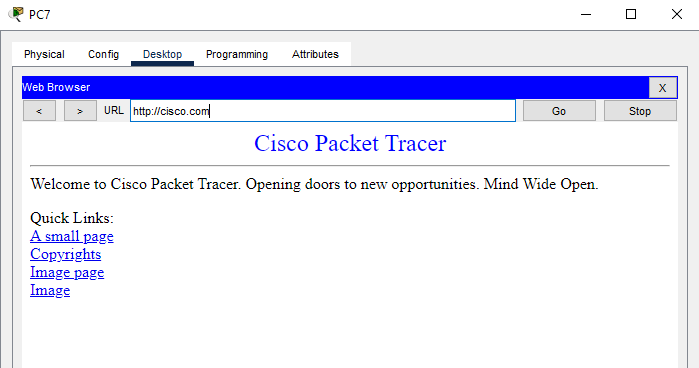 PC7
Physical Config Desktop Programming Attributes
Web Browser X
< > URL http://cisco.com Go Stop
Cisco Packet Tracer
Welcome to Cisco Packet Tracer. Opening doors to new opportunities. Mind Wide Open.
Quick Links:
A small page
Copyrights
Image page
Image